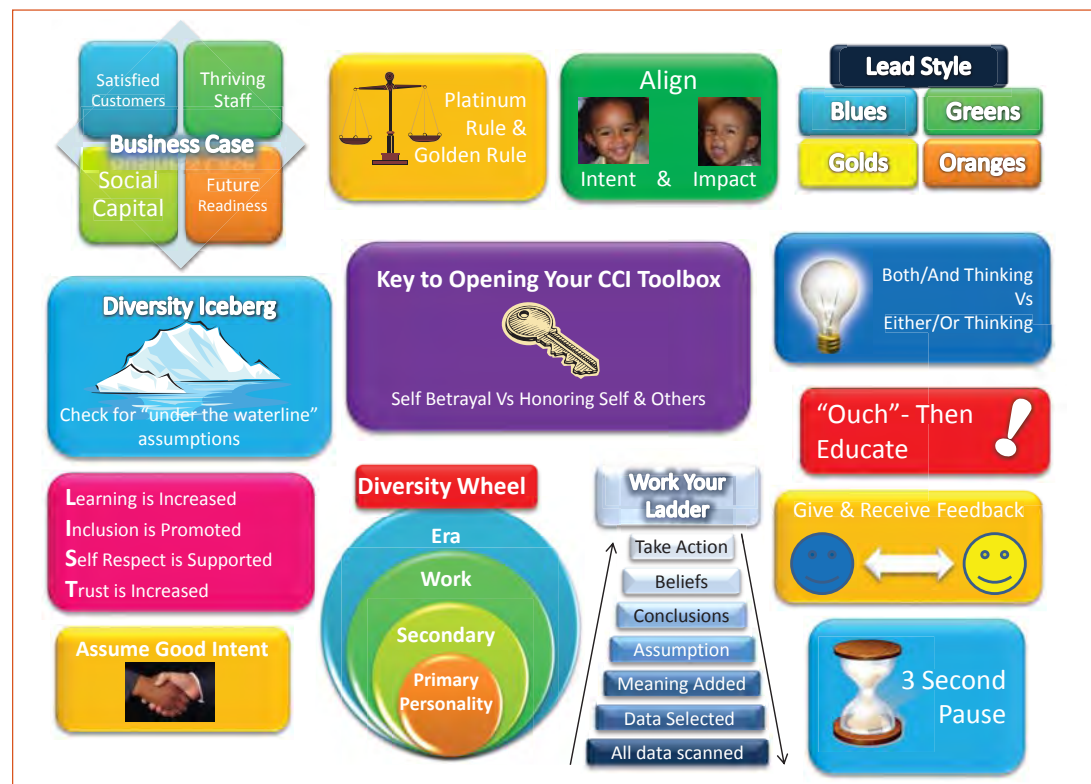 Satisfied
Customers
Thriving
Staff
Business Case
Social
Capital
Future
Readiness
Platinum
Rule &
Golden Rule
Align
Intent & Impact
Lead Style
Blues
Greens
Golds
Oranges
Diversity Iceberg
Check for “under the waterline”
assumptions
Key to Opening Your CCI Toolbox
Self Betrayal Vs Honoring Self & Others
Both/And Thinking
Vs
Either/Or Thinking
“Ouch”- Then
Educate
!
Learning is Increased
Inclusion is Promoted
Self Respect is Supported
Trust is Increased
Diversity Wheel
Era
Work
Secondary
Primary
Personality
Work Your
Ladder
Take Action
Beliefs
Conclusions
Assumption
Meaning Added
Data Selected
All data scanned
Give & Receive Feedback
Assume Good Intent
3 Second
Pause